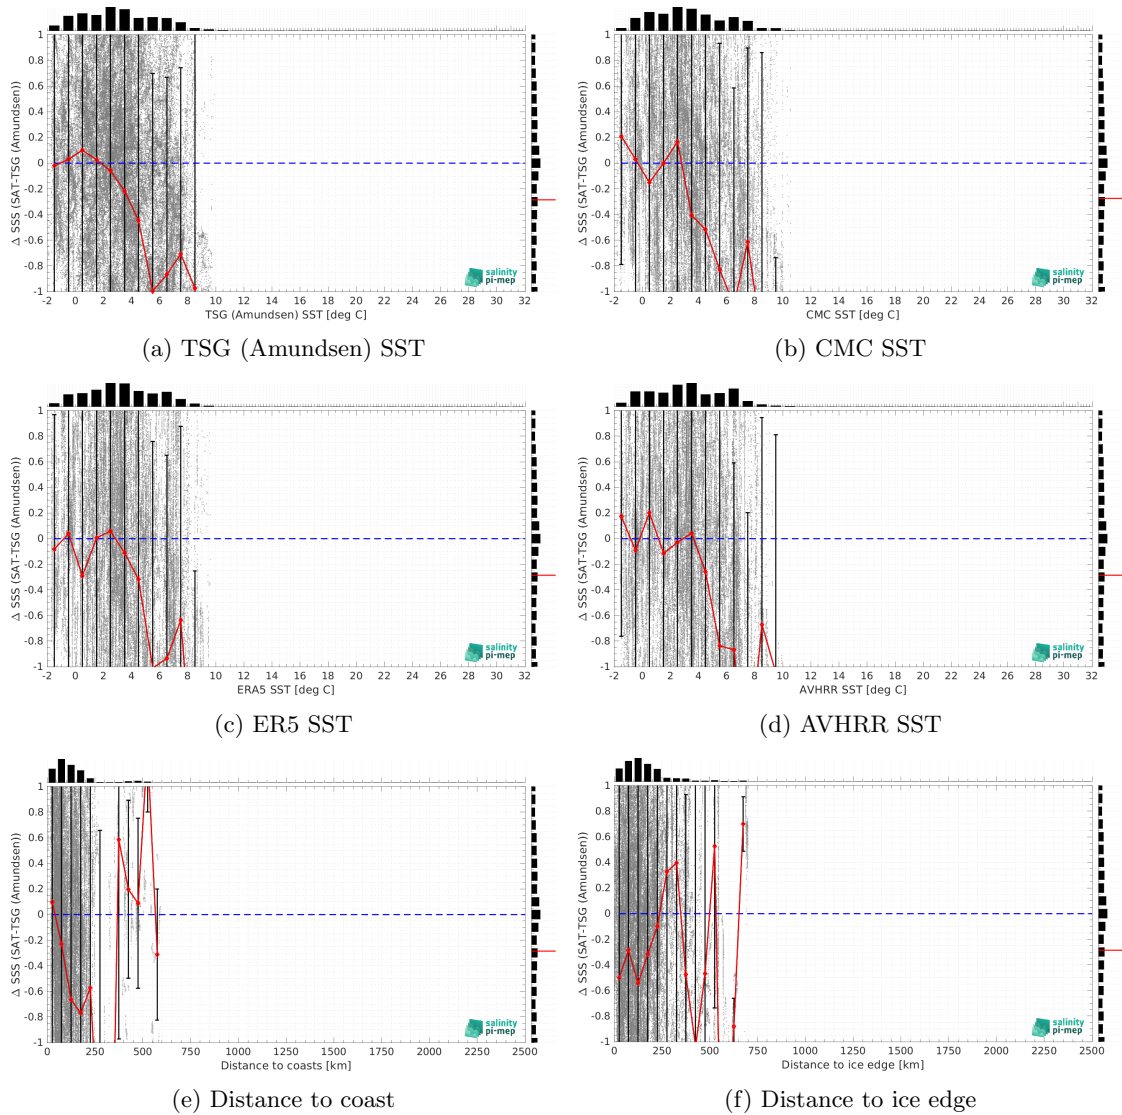 1
0.8
0.6
0.4
0.2
0
-0.2
-0.4
-0.6
-0.8
-1
Δ SSS (SAT-TSG (Amundsen))
salinity
pi-mep
-2 0 2 4 6 8 10 12 14 16 18 20 22 24 26 28 30 32
TSG (Amundsen) SST [deg C]
(a) TSG (Amundsen) SST
1
0.8
0.6
0.4
0.2
0
-0.2
-0.4
-0.6
-0.8
-1
Δ SSS (SAT-TSG (Amundsen))
salinity
pi-mep
-2 0 2 4 6 8 10 12 14 16 18 20 22 24 26 28 30 32
CMC SST [deg C]
(b) CMC SST
1
0.8
0.6
0.4
0.2
0
-0.2
-0.4
-0.6
-0.8
-1
Δ SSS (SAT-TSG (Amundsen))
salinity
pi-mep
-2 0 2 4 6 8 10 12 14 16 18 20 22 24 26 28 30 32
ERA5 SST [deg C]
(c) ER5 SST
1
0.8
0.6
0.4
0.2
0
-0.2
-0.4
-0.6
-0.8
-1
Δ SSS (SAT-TSG (Amundsen))
salinity
pi-mep
-2 0 2 4 6 8 10 12 14 16 18 20 22 24 26 28 30 32
AVHRR SST [deg C]
(d) AVHRR SST
1
0.8
0.6
0.4
0.2
0
-0.2
-0.4
-0.6
-0.8
-1
Δ SSS (SAT-TSG (Amundsen))
salinity
pi-mep
0 250 500 750 1000 1250 1500 1750 2000 2250 2500
Distance to coasts [km]
(e) Distance to coast
1
0.8
0.6
0.4
0.2
0
-0.2
-0.4
-0.6
-0.8
-1
Δ SSS (SAT-TSG (Amundsen))
salinity
pi-mep
0 250 500 750 1000 1250 1500 1750 2000 2250 2500
Distance to ice edge [km]
(f) Distance to ice edge